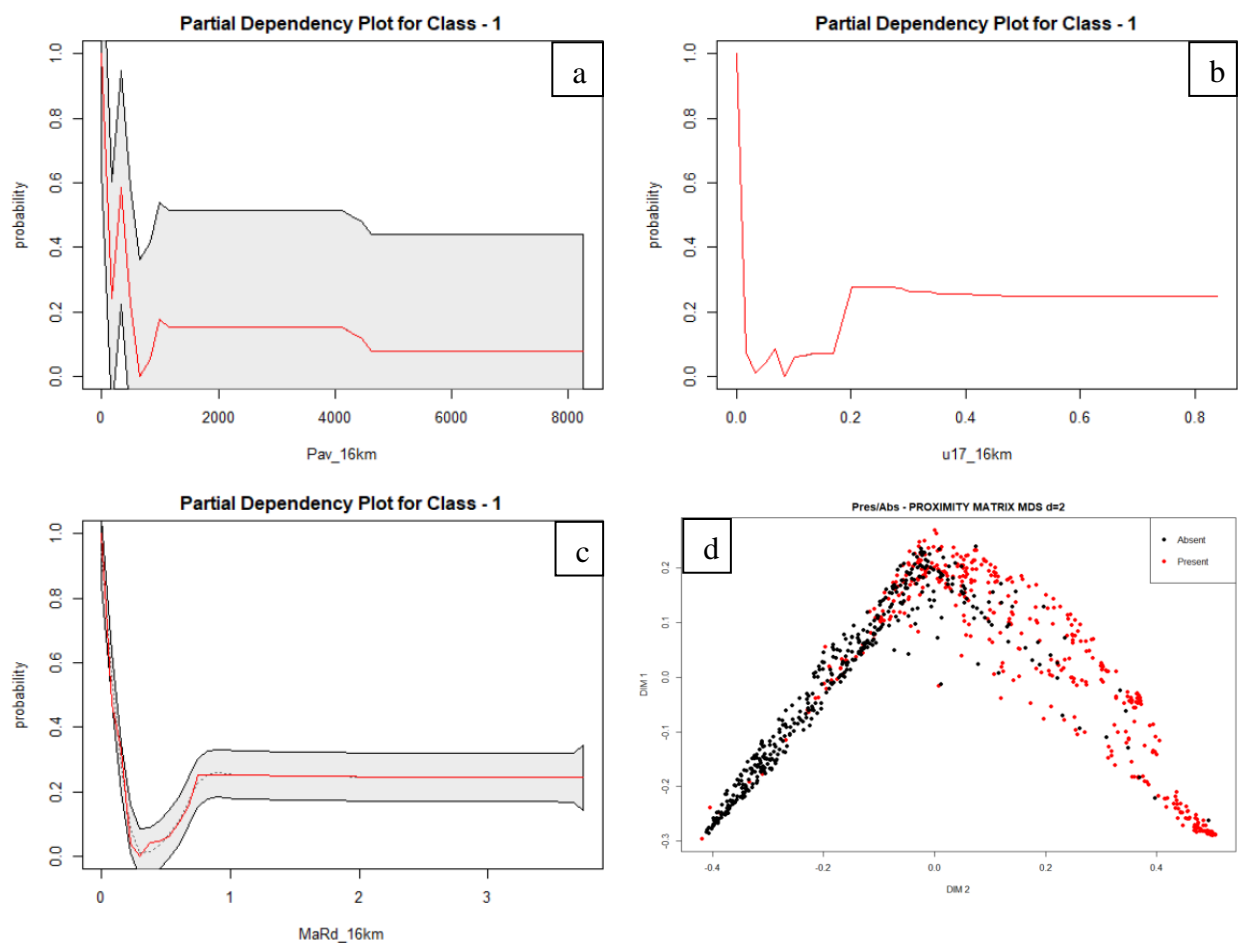 Partial Dependency Plot for Class - 1
a
probability
1.0
0.8
0.6
0.4
0.2
0.0
0 2000 4000 6000 8000
Pav_16km
Partial Dependency Plot for Class - 1
b
probability
1.0
0.8
0.6
0.4
0.2
0.0
0.0 0.2 0.4 0.6 0.8
u17_16km
Partial Dependency Plot for Class - 1
c
probability
1.0
0.8
0.6
0.4
0.2
0.0
0 1 2 3
MaRd_16km
Pres/Abs - PROXIMITY MATRIX MDS d=2
d
Absent
Present
DIM 1
0.2
0.1
0.0
-0.1
-0.2
-0.3
-0.4 -0.2 0.0 0.2 0.4
DIM 2